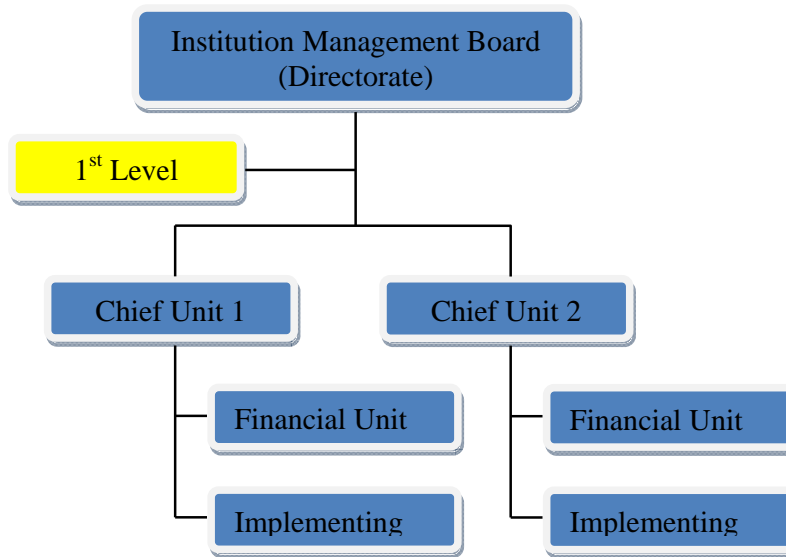 Institution Management Board
(Directorate)
1st Level
Chief Unit 1
Chief Unit 2
Financial Unit
Financial Unit
Implementing
Implementing